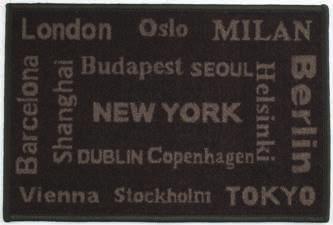 London Oslo MILAN
Barcelona
Shanghai
Budapest SEOUL
Helsinki
Berlin
NEW YORK
DUBLIN Copenhagen
Vienna Stockholm TOKYO